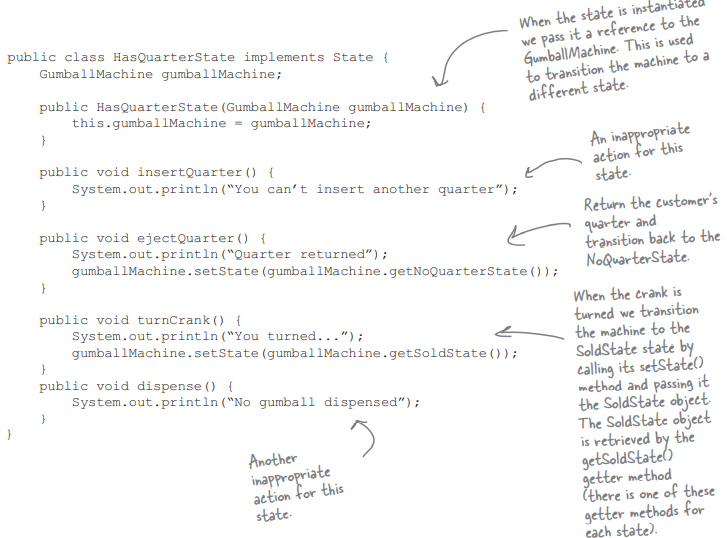 When the state is instantiated
we pass it a reference to the
GumballMachine. This is used
to transition the machine to a
different state.
public class HasQuarterState implements State {
GumballMachine gumballMachine;
public HasQuarterState(GumballMachine gumballMachine) {
this.gumballMachine = gumballMachine;
}
An inappropriate
action for this
state.
public void insertQuarter() {
System.out.println(“You can’t insert another quarter”);
}
Return the customer's
quarter and
transition back to the
NoQuarterState.
public void ejectQuarter() {
System.out.println(“Quarter returned”);
gumballMachine.setState(gumballMachine.getNoQuarterState());
}
When the crank is
turned we transition
the machine to the
SoldState state by
calling its setState()
method and passing it
the SoldState object.
The SoldState object
is retrieved by the
getSoldState()
getter method
(there is one of these
getter methods for
each state).
public void turnCrank() {
System.out.println(“You turned...”);
gumballMachine.setState(gumballMachine.getSoldState());
}
public void dispense() {
System.out.println(“No gumball dispensed”);
}
}
Another
inappropriate
action for this
state.